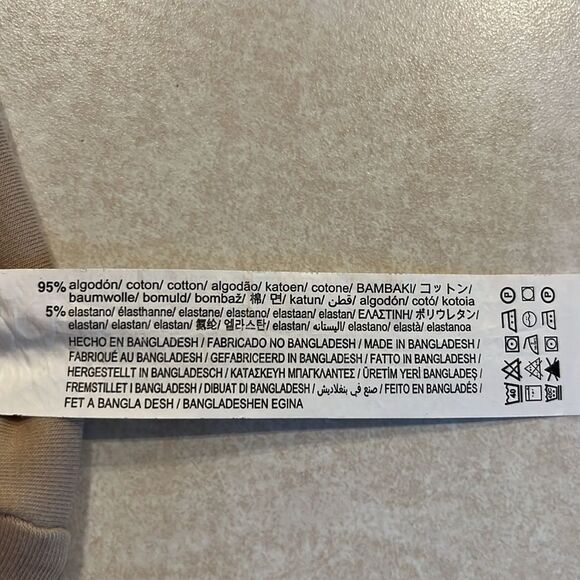 95% algodón/ coton/ cotton/ algodão/ katoen/ cotone/ ΒΑΜΒΑΚΙ/ コットン/
baumwolle/ bomuld/ bombaž/ 棉/ 면/ katun/ قطن/ algodón/ cotó/ kotoia
5% elastano/ élasthanne/ elastane/ elastano/ elastaan/ elastan/ ΕΛΑΣΤΙΝΗ/ ポリウレタン/
elastan/ elastan/ elastan/ 氨纶/ 엘라스탄/ elastan/ إليستانه/ elastano/ elastà/ elastanoa
HECHO EN BANGLADESH / FABRICADO NO BANGLADESH / MADE IN BANGLADESH /
FABRIQUÉ AU BANGLADESH / GEFABRICEERD IN BANGLADESH / FATTO IN BANGLADESH /
HERGESTELLT IN BANGLADESCH / ΚΑΤΑΣΚΕΥΗ ΜΠΑΓΚΛΑΝΤΕΣ / ÜRETİM YERİ BANGLADEŞ /
FREMSTILLET I BANGLADESH / DIBUAT DI BANGLADESH / صنع في بنغلاديش / FEITO EN BANGLADÉS /
FET A BANGLA DESH / BANGLADESHEN EGINA
P
P
40